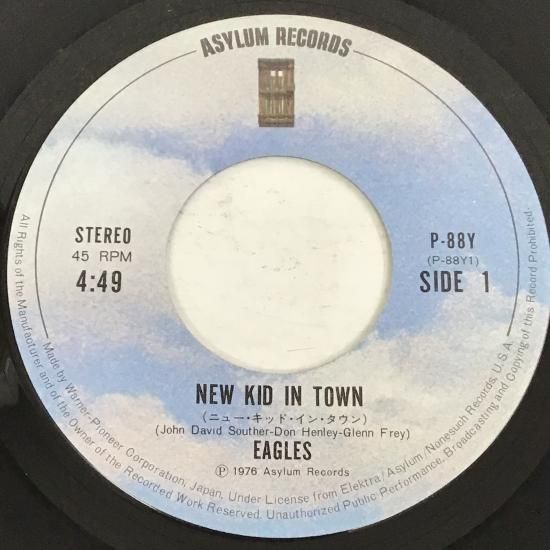 ASYLUM RECORDS
STEREO
45 RPM
4:49
P-88Y
(P-88Y1)
SIDE 1
NEW KID IN TOWN
(ニュー・キッド・イン・タウン)
(John David Souther-Don Henley-Glenn Frey)
EAGLES
Ⓟ 1976 Asylum Records
Made by Warner-Pioneer Corporation, Japan, Under License from Elektra/Asylum/Nonesuch Records, U.S.A.
All Rights of the Manufacturer and of the Owner of the Recorded Work Reserved. Unauthorized Public Performance, Broadcasting and Copying of this Record Prohibited.